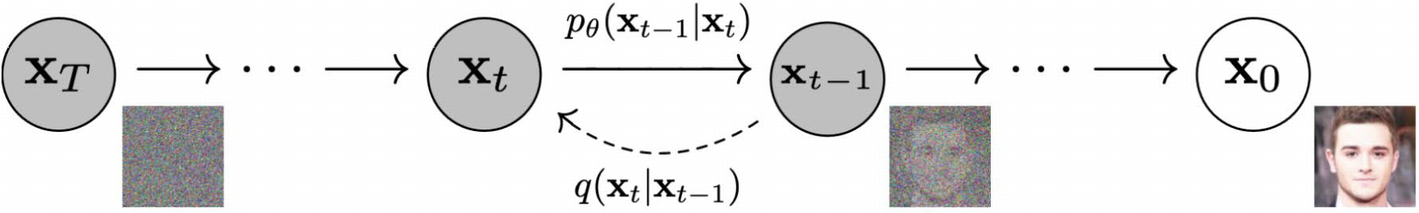 p_θ(x_{t−1}|x_t)
x_T → ⋯ → x_t → x_{t−1} → ⋯ → x_0
q(x_t|x_{t−1})